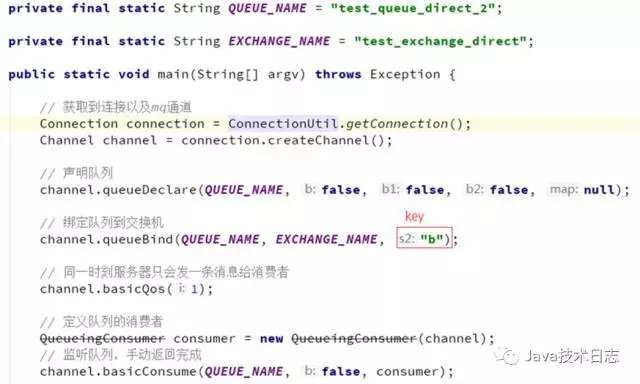 private final static String QUEUE_NAME = "test_queue_direct_2";
private final static String EXCHANGE_NAME = "test_exchange_direct";
public static void main(String[] argv) throws Exception {
// 获取到连接以及mq通道
Connection connection = ConnectionUtil.getConnection();
Channel channel = connection.createChannel();
// 声明队列
channel.queueDeclare(QUEUE_NAME, b: false, b1: false, b2: false, map: null);
key
// 绑定队列到交换机
channel.queueBind(QUEUE_NAME, EXCHANGE_NAME, s2: "b");
// 同一时刻服务器只会发一条消息给消费者
channel.basicQos(i: 1);
// 定义队列的消费者
QueueingConsumer consumer = new QueueingConsumer(channel);
// 监听队列，手动返回完成
channel.basicConsume(QUEUE_NAME, b: false, consumer);
Java技术日志